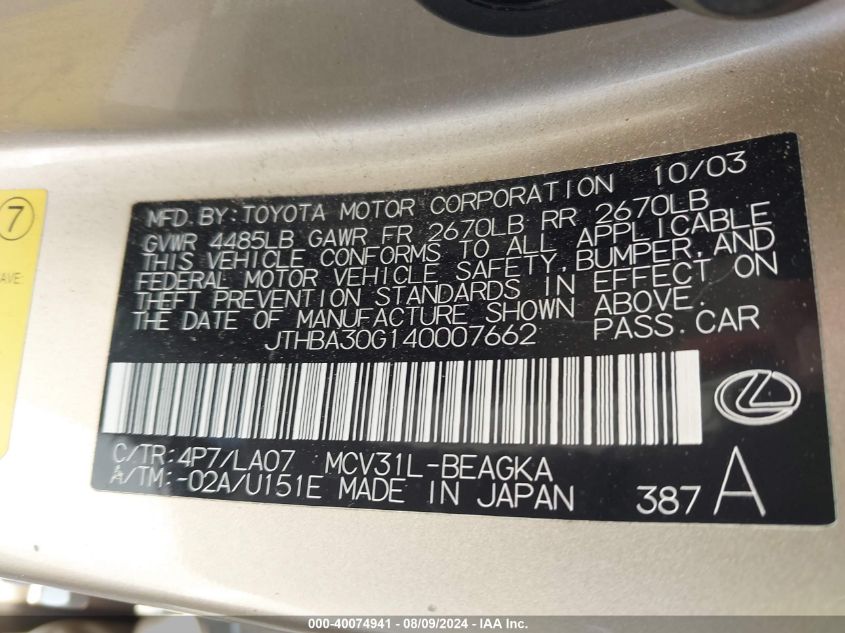 MFD. BY: TOYOTA MOTOR CORPORATION 10/03
GVWR 4485LB GAWR FR 2670LB RR 2670LB
THIS VEHICLE CONFORMS TO ALL APPLICABLE
FEDERAL MOTOR VEHICLE SAFETY, BUMPER, AND
THEFT PREVENTION STANDARDS IN EFFECT ON
THE DATE OF MANUFACTURE SHOWN ABOVE.
JTHBA30G140007662 PASS. CAR
C/TR: 4P7/LA07 MCV31L-BEAGKA
A/TM: -02A/U151E MADE IN JAPAN 387 A
7
AVE
000-40074941 - 08/09/2024 - IAA Inc.